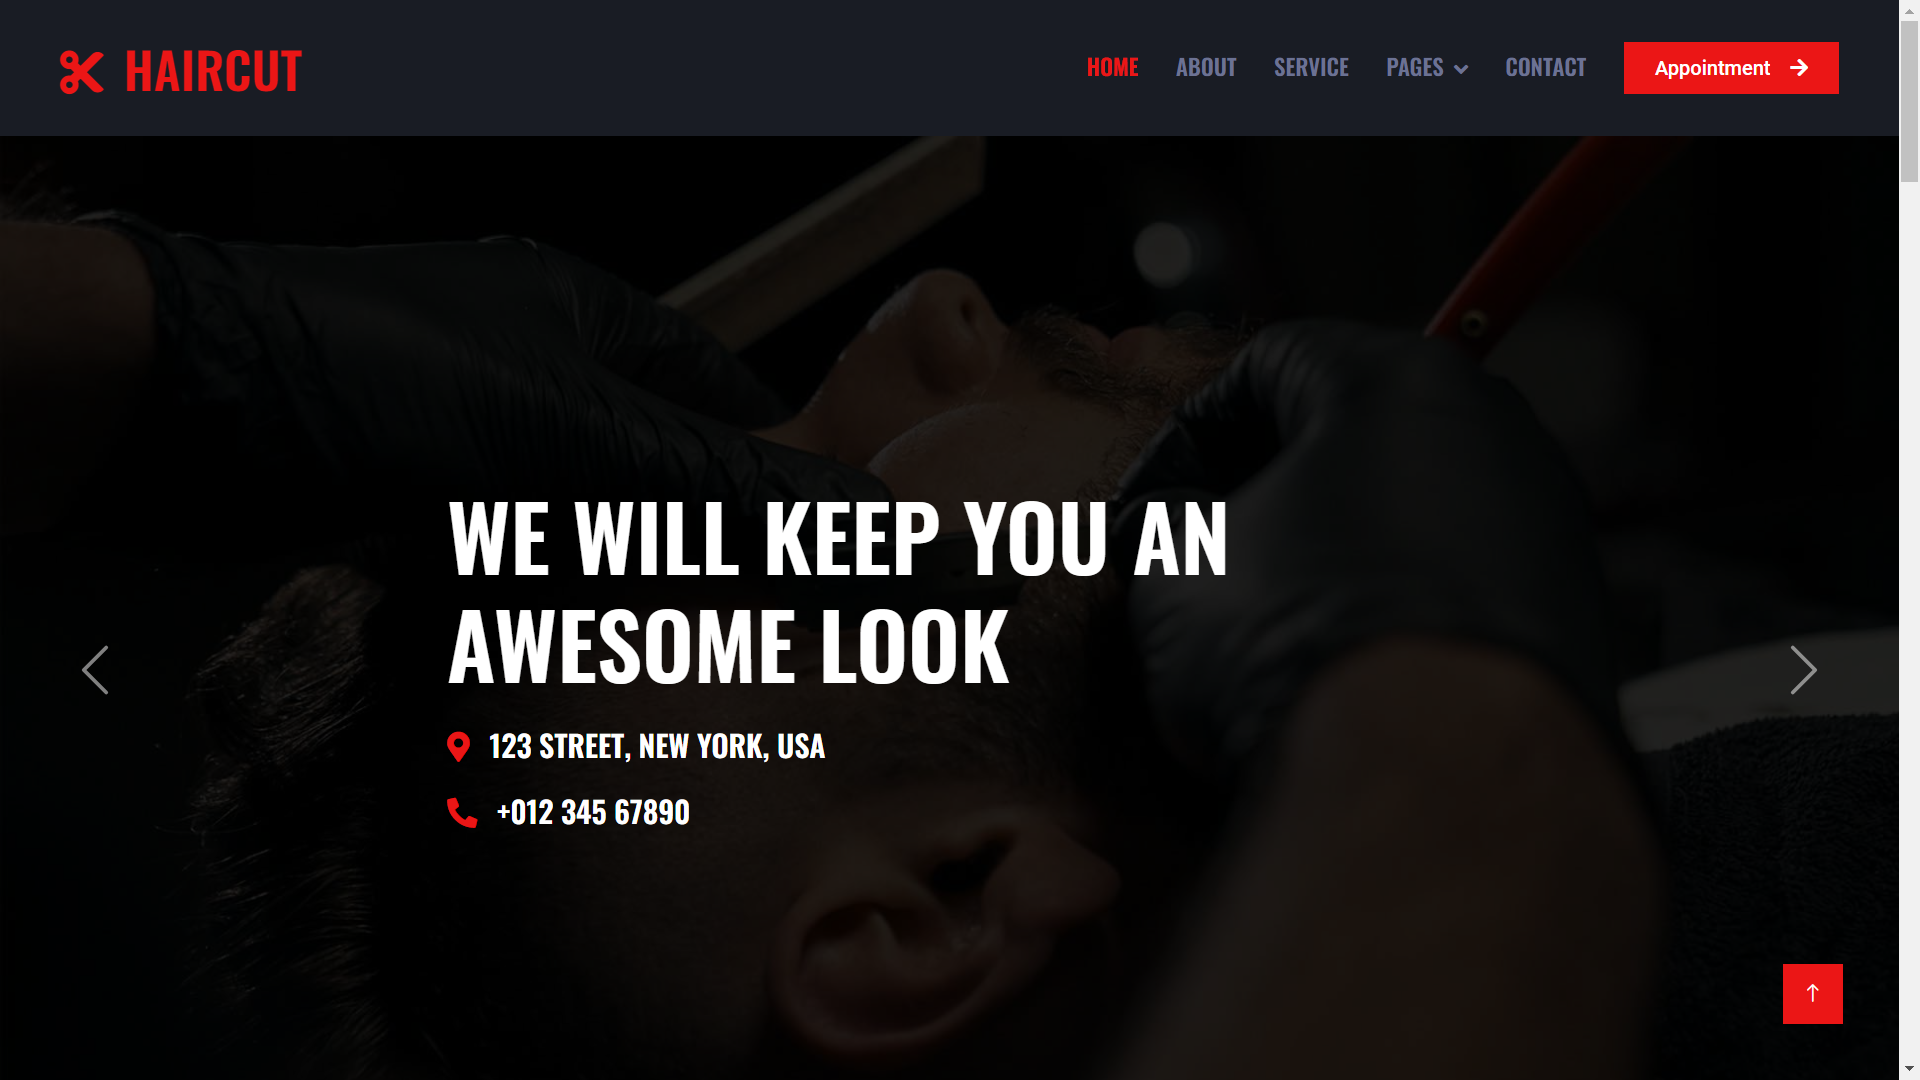 HAIRCUT
HOME
ABOUT
SERVICE
PAGES
CONTACT
Appointment
WE WILL KEEP YOU AN
AWESOME LOOK
123 STREET, NEW YORK, USA
+012 345 67890